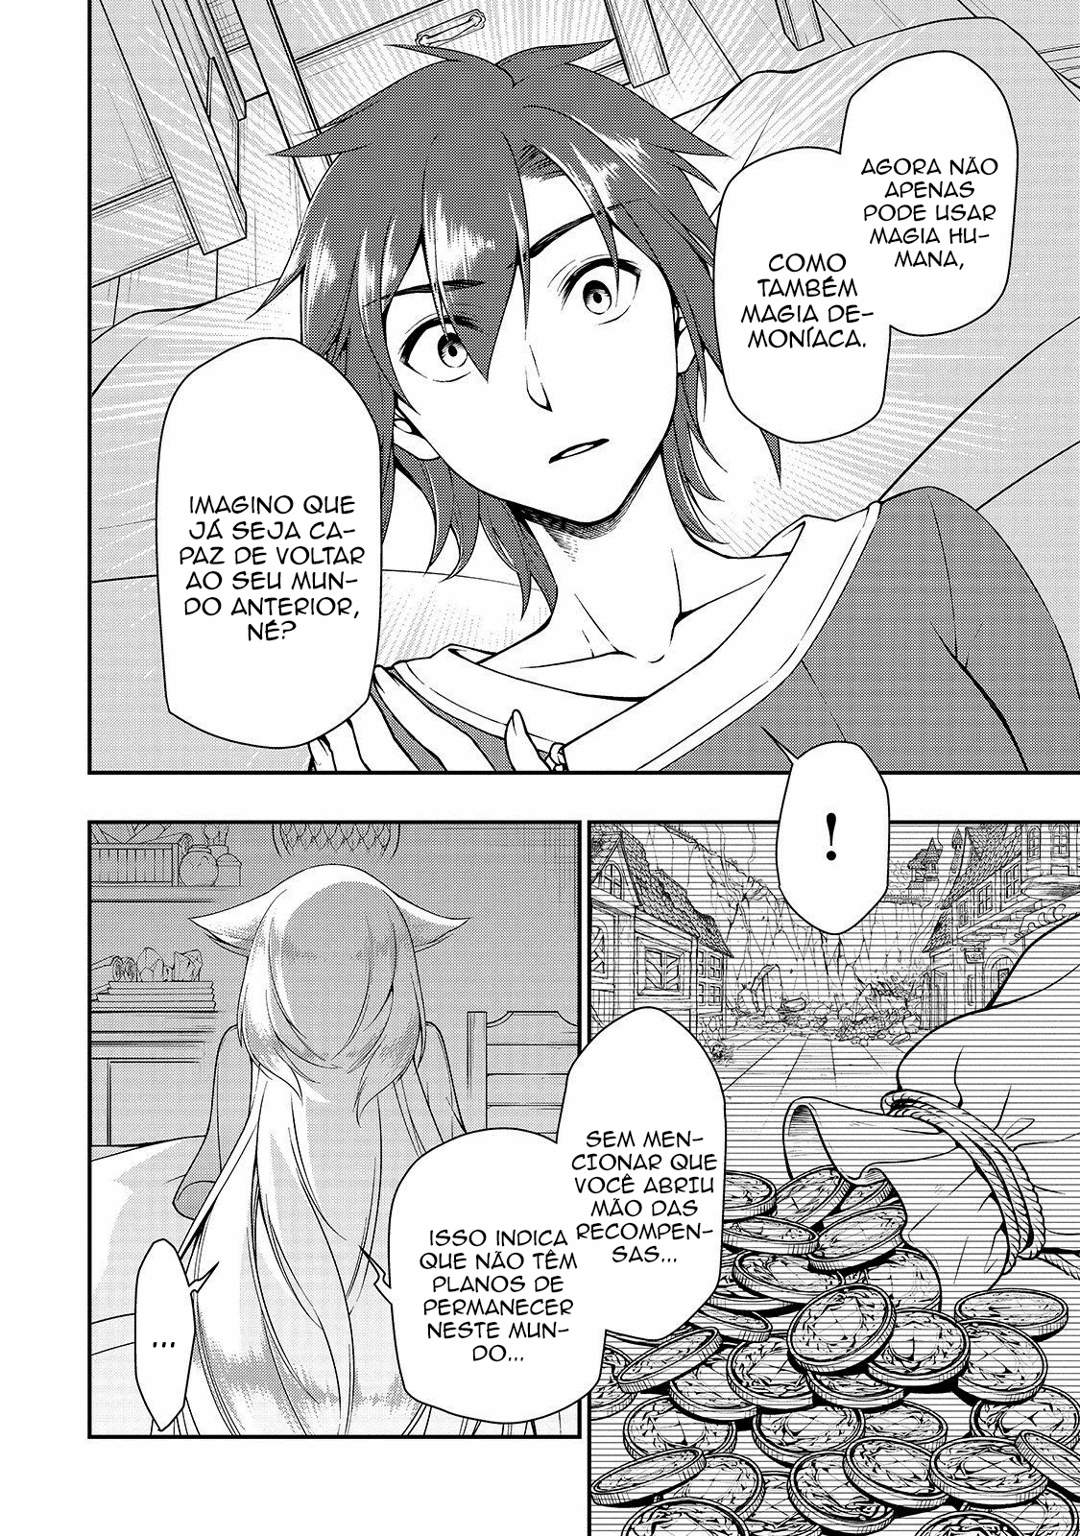 AGORA NÃO
APENAS
PODE USAR
MAGIA HU-
MANA,
COMO
TAMBÉM
MAGIA DE-
MONÍACA.
IMAGINO QUE
JÁ SEJA CA-
PAZ DE VOLTAR
AO SEU MUN-
DO ANTERIOR,
NÉ?
!
SEM MEN-
CIONAR QUE
VOCÊ ABRIU
MÃO DAS
RECOMPEN-
SAS...
ISSO INDICA
QUE NÃO TÊM
PLANOS DE
PERMANECER
NESTE MUN-
DO...
...